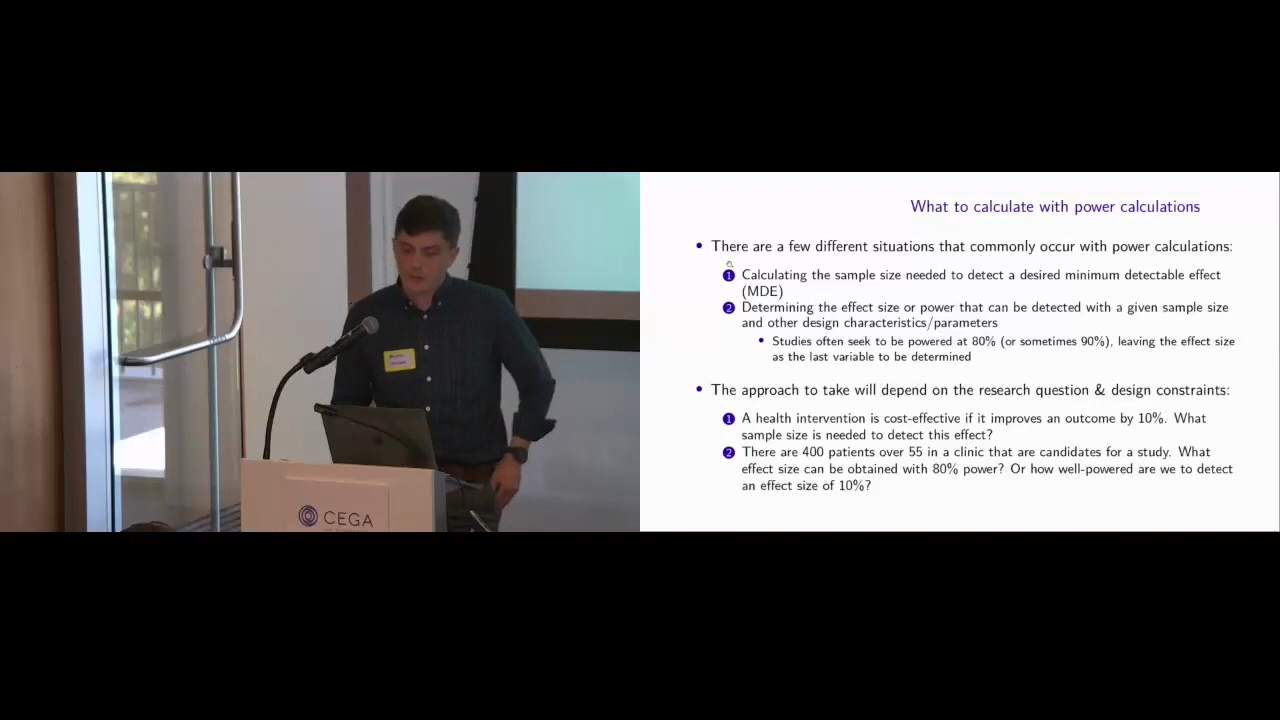 What to calculate with power calculations
• There are a few different situations that commonly occur with power calculations:
1 Calculating the sample size needed to detect a desired minimum detectable effect
(MDE)
2 Determining the effect size or power that can be detected with a given sample size
and other design characteristics/parameters
• Studies often seek to be powered at 80% (or sometimes 90%), leaving the effect size
as the last variable to be determined
• The approach to take will depend on the research question & design constraints:
1 A health intervention is cost-effective if it improves an outcome by 10%. What
sample size is needed to detect this effect?
2 There are 400 patients over 55 in a clinic that are candidates for a study. What
effect size can be obtained with 80% power? Or how well-powered are we to detect
an effect size of 10%?
CEGA